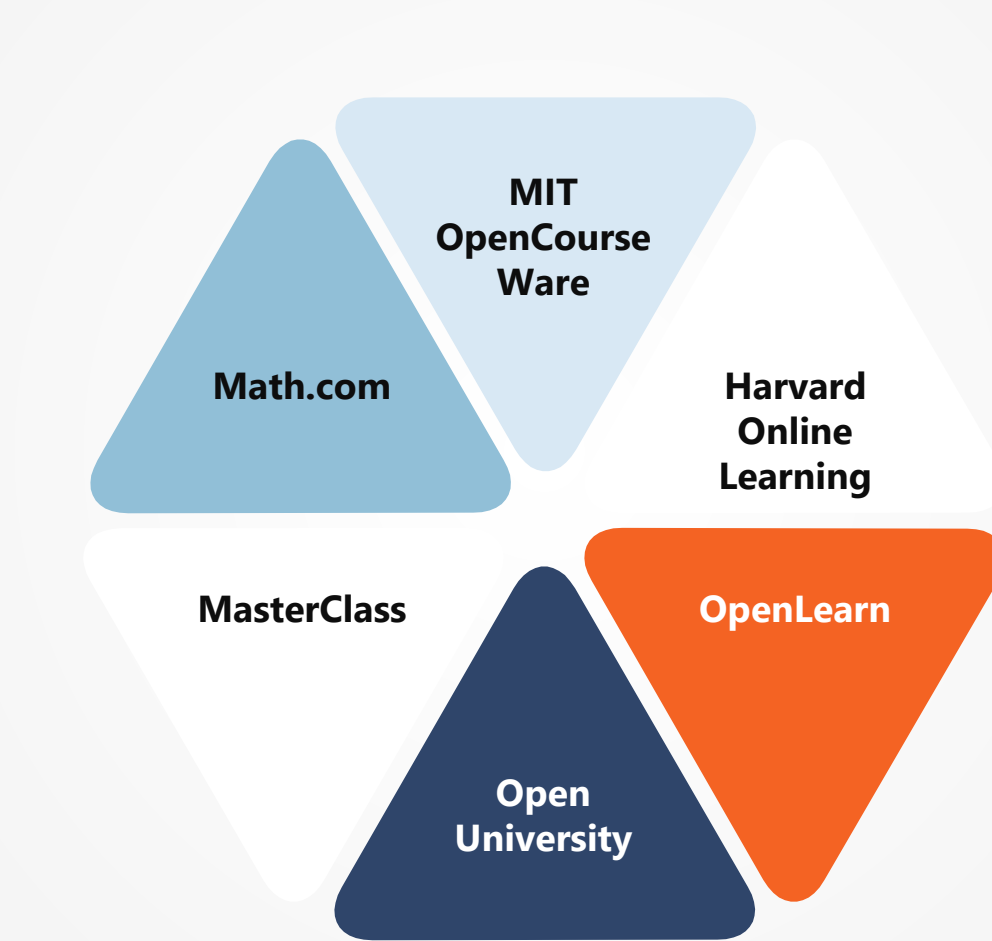 MIT
OpenCourse
Ware
Math.com
Harvard
Online
Learning
MasterClass
OpenLearn
Open
University